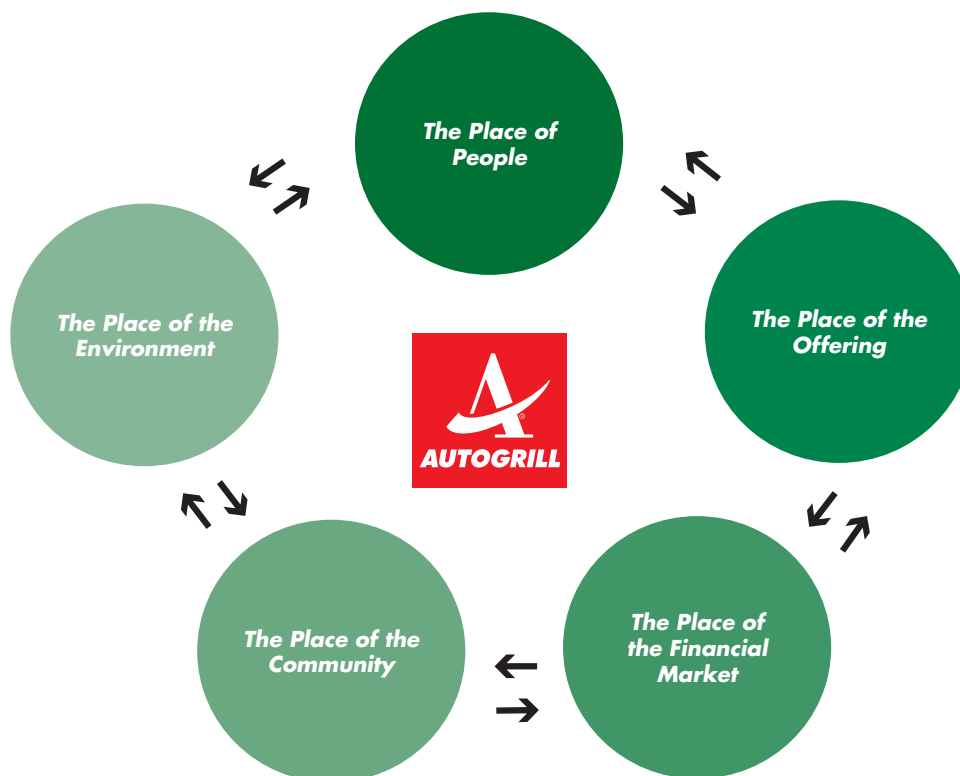 The Place of
People
The Place of the
Environment
The Place of the
Offering
®
AUTOGRILL
The Place of the
Community
The Place of
the Financial
Market